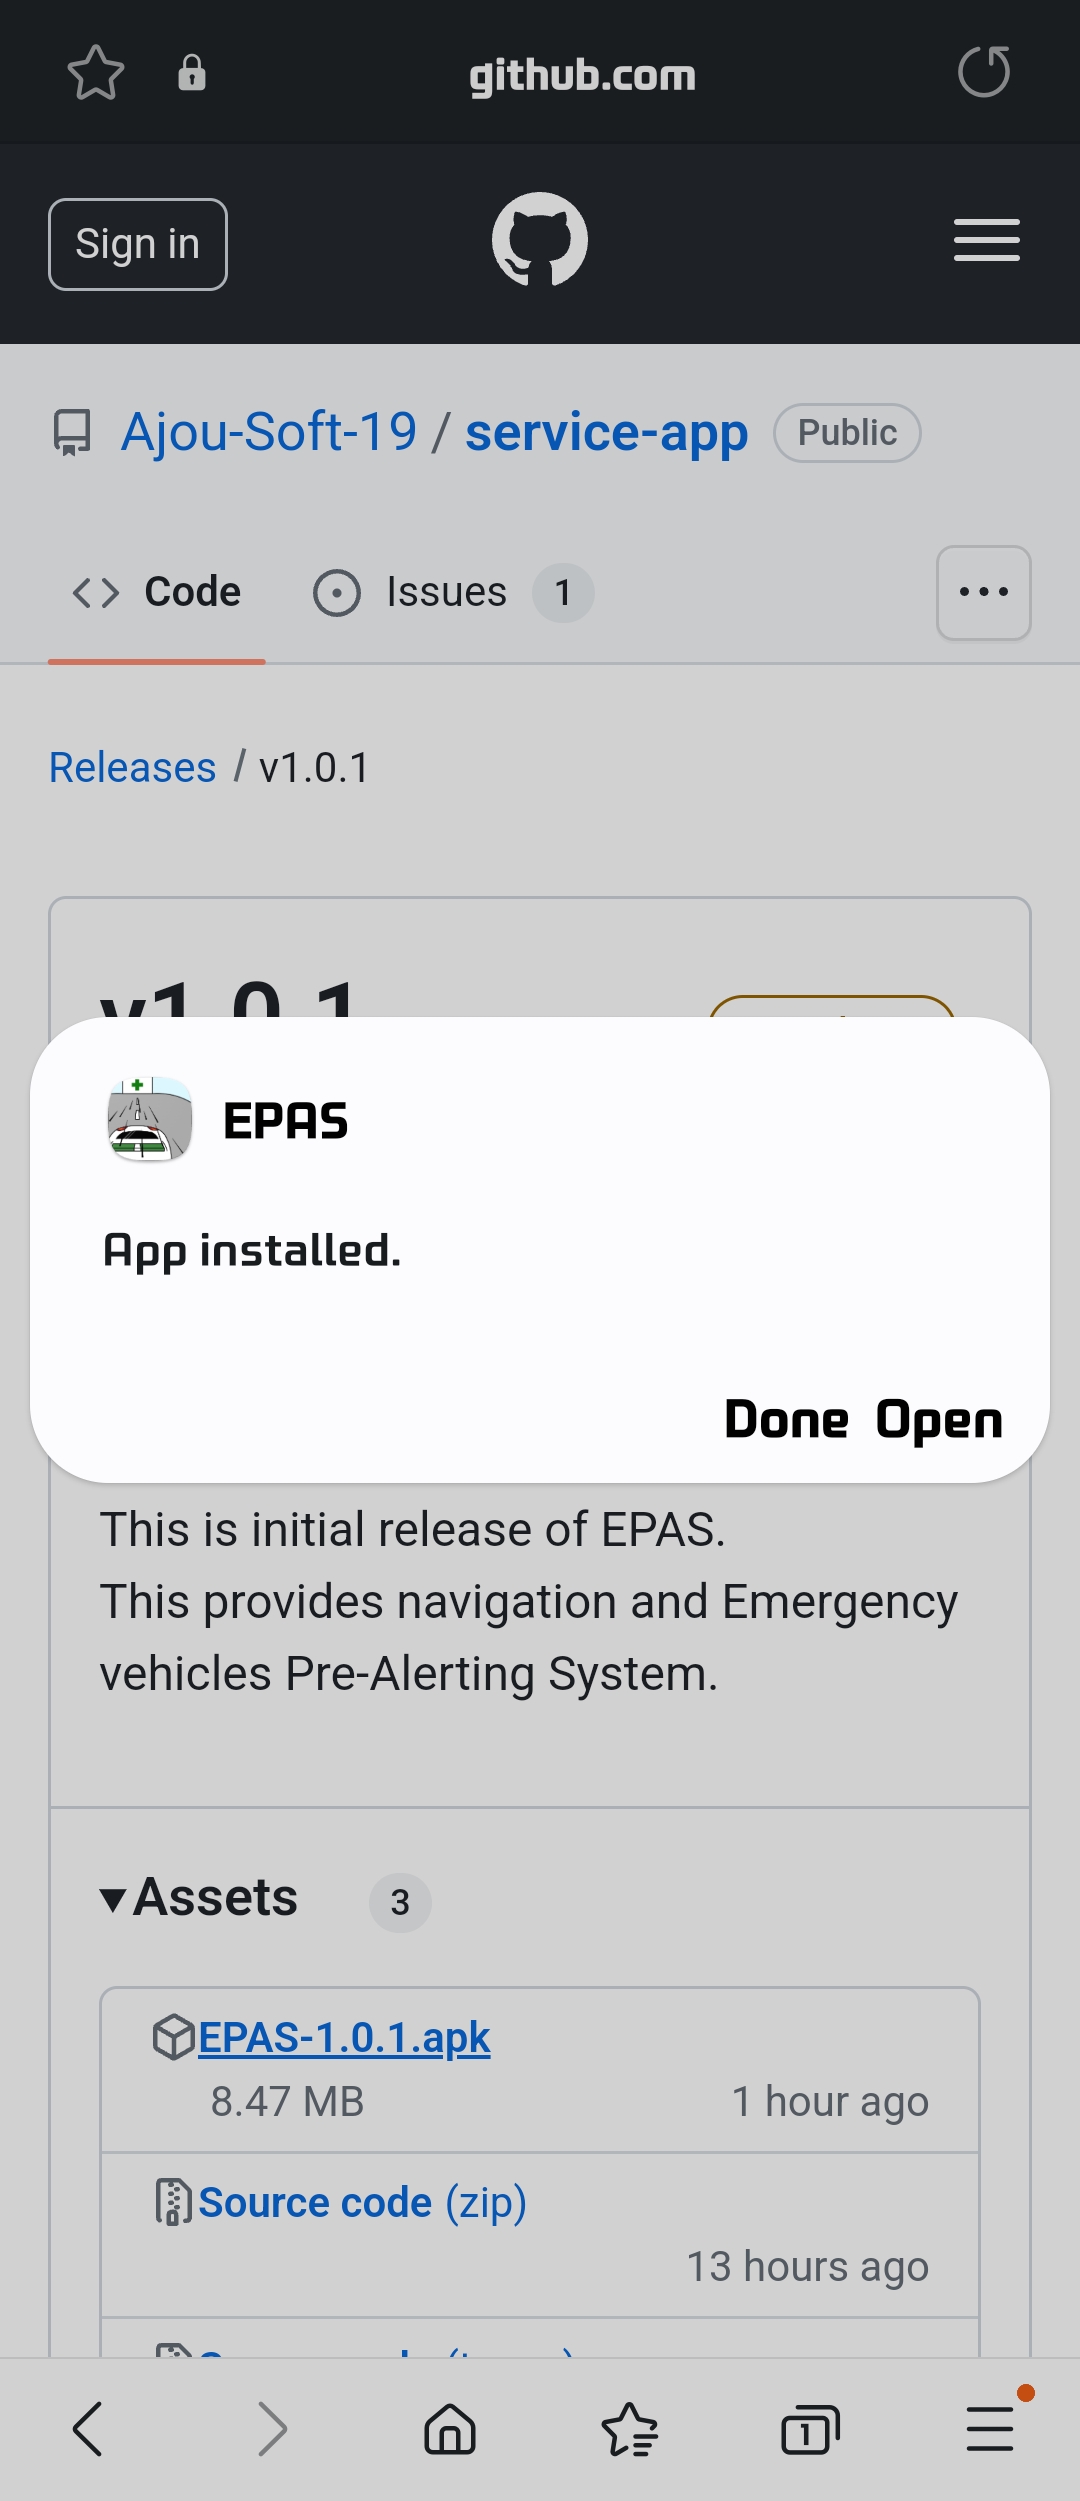 github.com
Sign in
Ajou-Soft-19 / service-app Public
Code Issues 1
Releases / v1.0.1
v1.0.1
EPAS
App installed.
Done Open
This is initial release of EPAS.
This provides navigation and Emergency
vehicles Pre-Alerting System.
Assets 3
EPAS-1.0.1.apk
8.47 MB 1 hour ago
Source code (zip)
13 hours ago
1